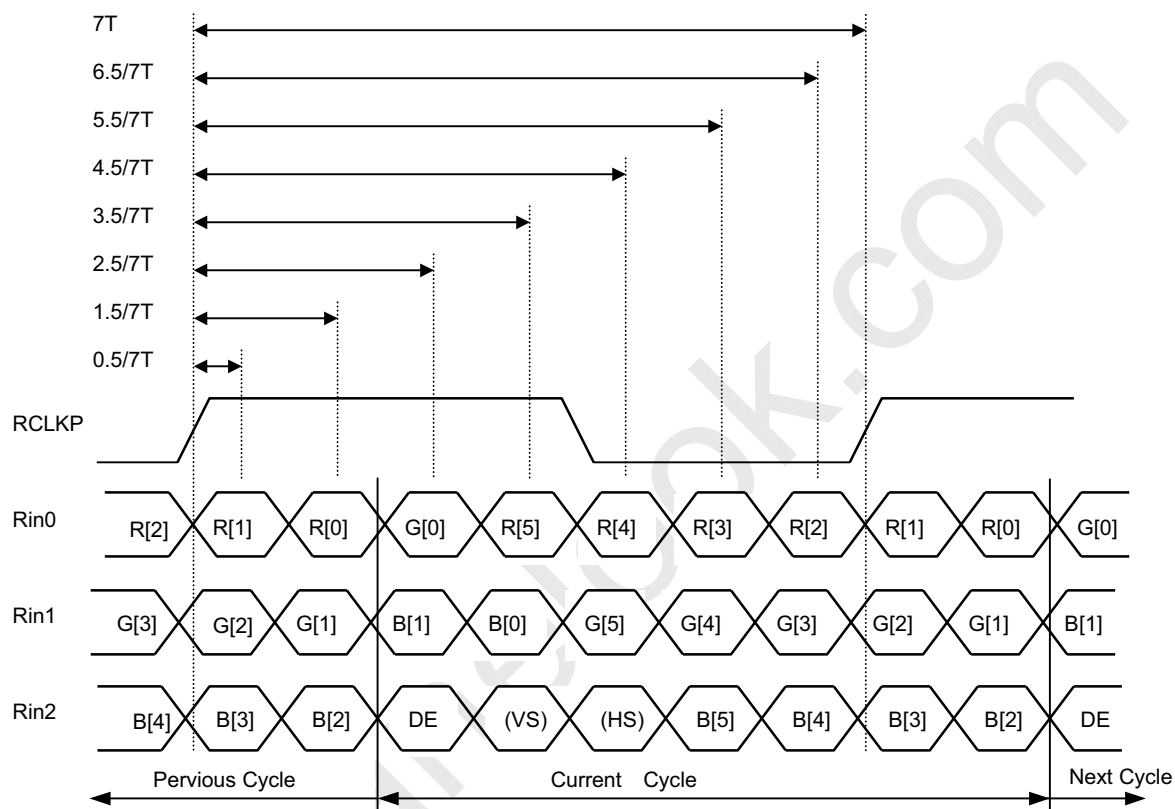 7T
6.5/7T
5.5/7T
4.5/7T
3.5/7T
2.5/7T
1.5/7T
0.5/7T
RCLKP
Rin0 R[2] R[1] R[0] G[0] R[5] R[4] R[3] R[2] R[1] R[0] G[0]
Rin1 G[3] G[2] G[1] B[1] B[0] G[5] G[4] G[3] G[2] G[1] B[1]
Rin2 B[4] B[3] B[2] DE (VS) (HS) B[5] B[4] B[3] B[2] DE
Pervious Cycle Current Cycle Next Cycle